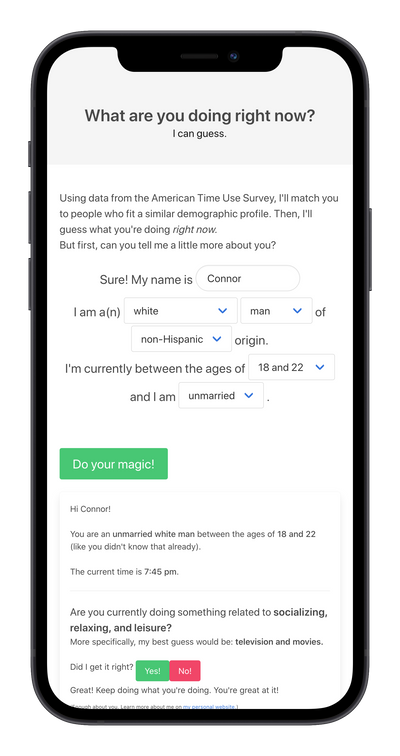 What are you doing right now?
I can guess.
Using data from the American Time Use Survey, I'll match you
to people who fit a similar demographic profile. Then, I'll
guess what you're doing right now.
But first, can you tell me a little more about you?
Sure! My name is Connor
I am a(n) white man of
non-Hispanic origin.
I'm currently between the ages of 18 and 22
and I am unmarried .
Do your magic!
Hi Connor!
You are an unmarried white man between the ages of 18 and 22
(like you didn't know that already).
The current time is 7:45 pm.
Are you currently doing something related to socializing,
relaxing, and leisure?
More specifically, my best guess would be: television and movies.
Did I get it right? Yes! No!
Great! Keep doing what you're doing. You're great at it!
Enough about you. Learn more about me on my personal website.)